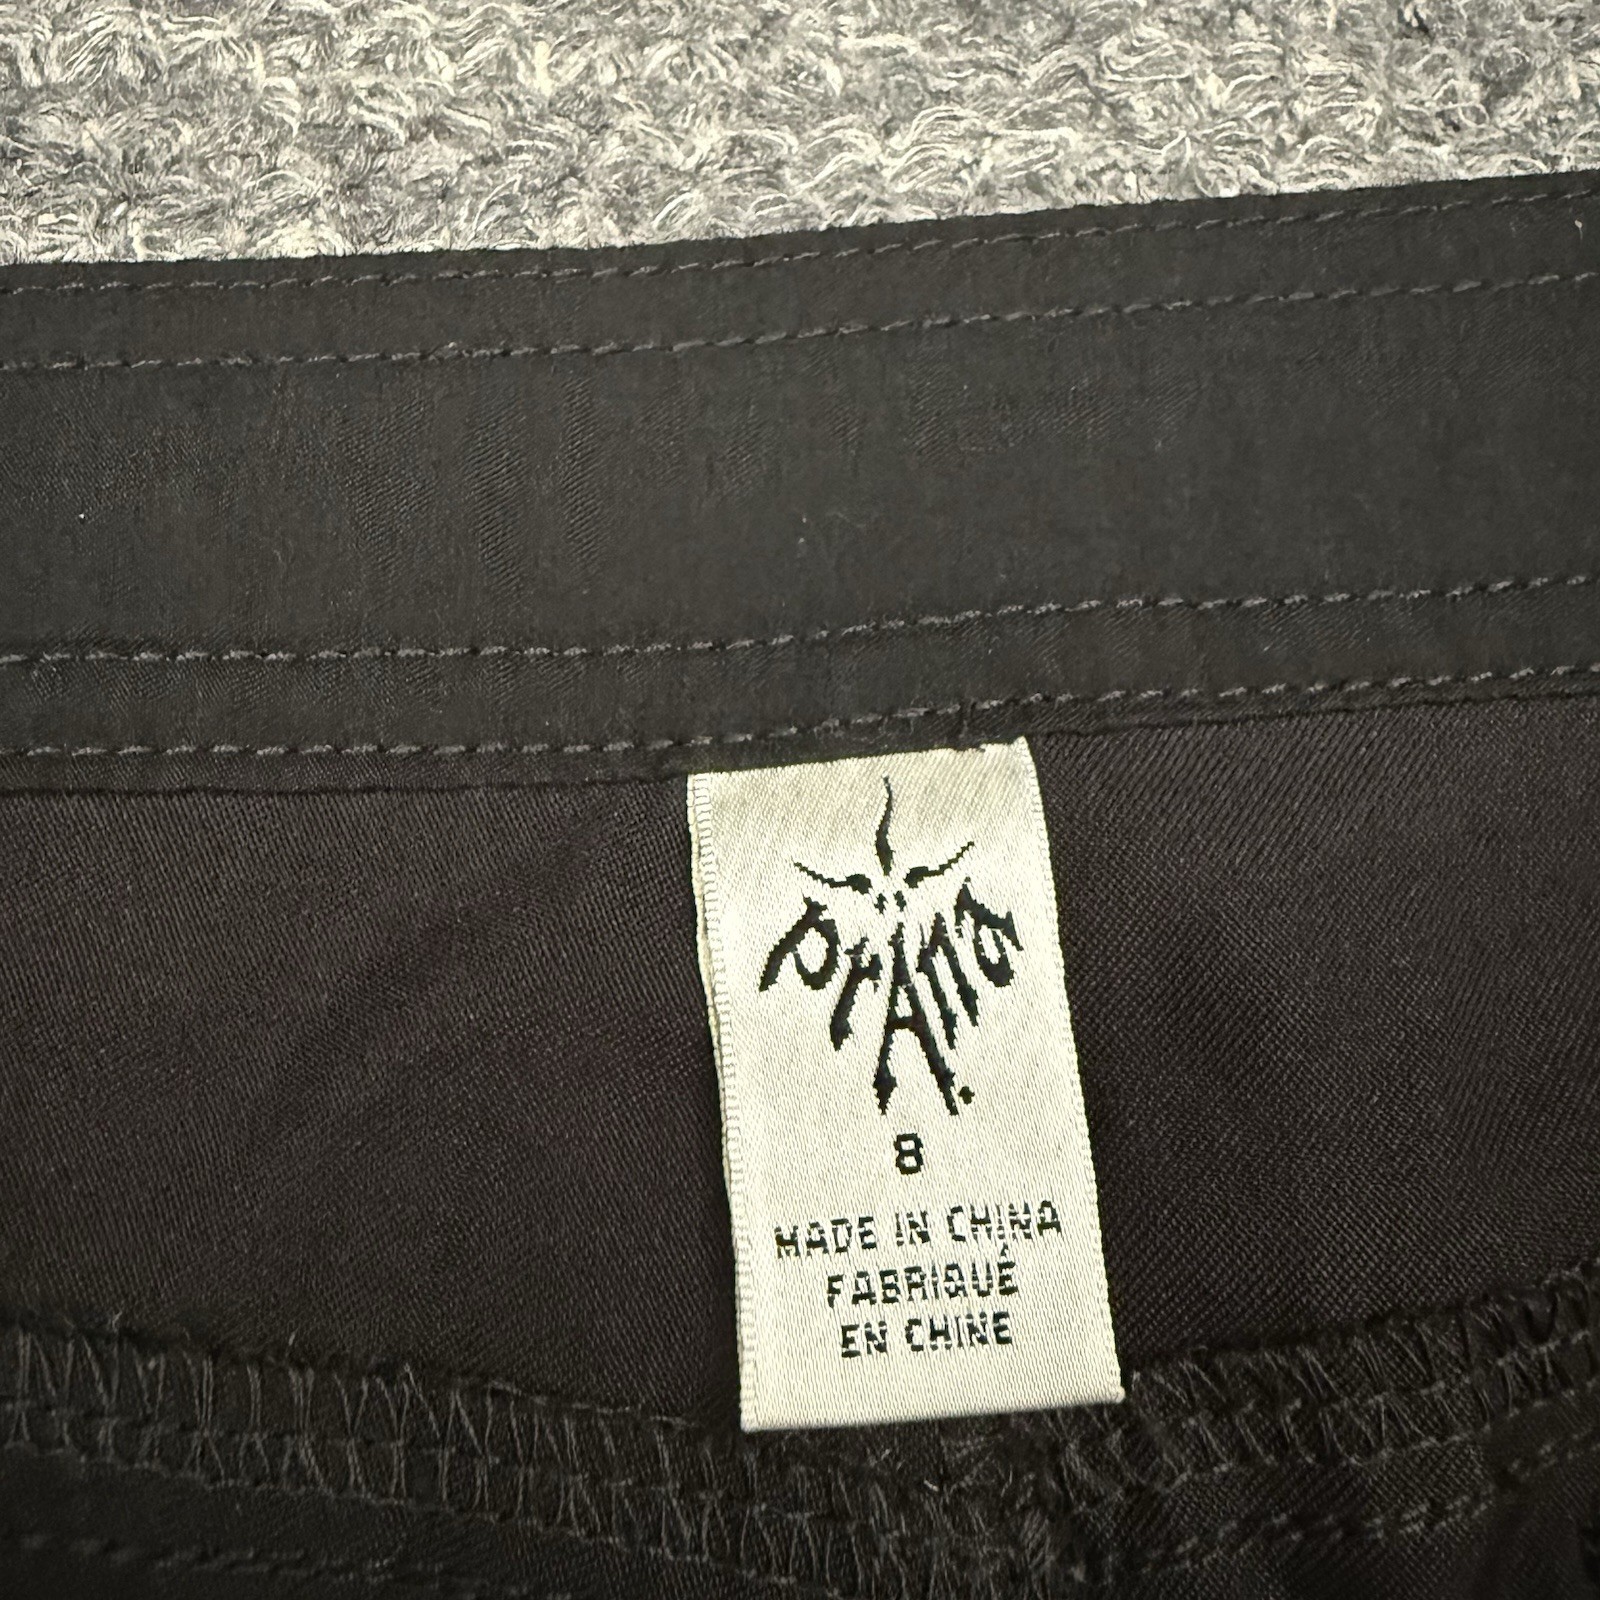 prAna
8
MADE IN CHINA
FABRIQUÉ
EN CHINE